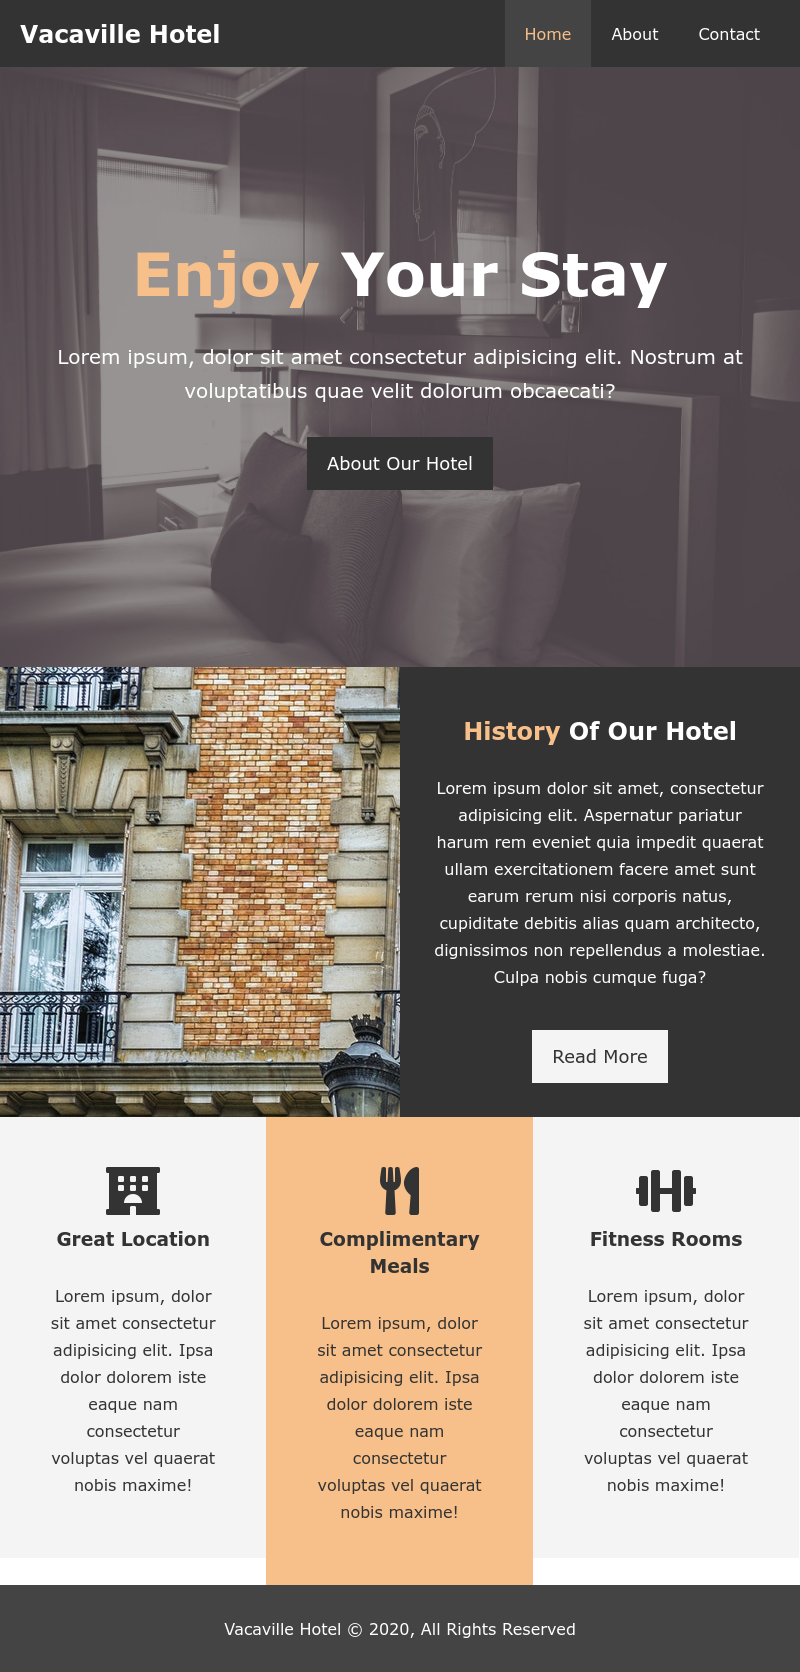 Vacaville Hotel
Home
About
Contact
Enjoy Your Stay
Lorem ipsum, dolor sit amet consectetur adipisicing elit. Nostrum at
voluptatibus quae velit dolorum obcaecati?
About Our Hotel
History Of Our Hotel
Lorem ipsum dolor sit amet, consectetur
adipisicing elit. Aspernatur pariatur
harum rem eveniet quia impedit quaerat
ullam exercitationem facere amet sunt
earum rerum nisi corporis natus,
cupiditate debitis alias quam architecto,
dignissimos non repellendus a molestiae.
Culpa nobis cumque fuga?
Read More
Great Location
Lorem ipsum, dolor
sit amet consectetur
adipisicing elit. Ipsa
dolor dolorem iste
eaque nam
consectetur
voluptas vel quaerat
nobis maxime!
Complimentary
Meals
Lorem ipsum, dolor
sit amet consectetur
adipisicing elit. Ipsa
dolor dolorem iste
eaque nam
consectetur
voluptas vel quaerat
nobis maxime!
Fitness Rooms
Lorem ipsum, dolor
sit amet consectetur
adipisicing elit. Ipsa
dolor dolorem iste
eaque nam
consectetur
voluptas vel quaerat
nobis maxime!
Vacaville Hotel © 2020, All Rights Reserved